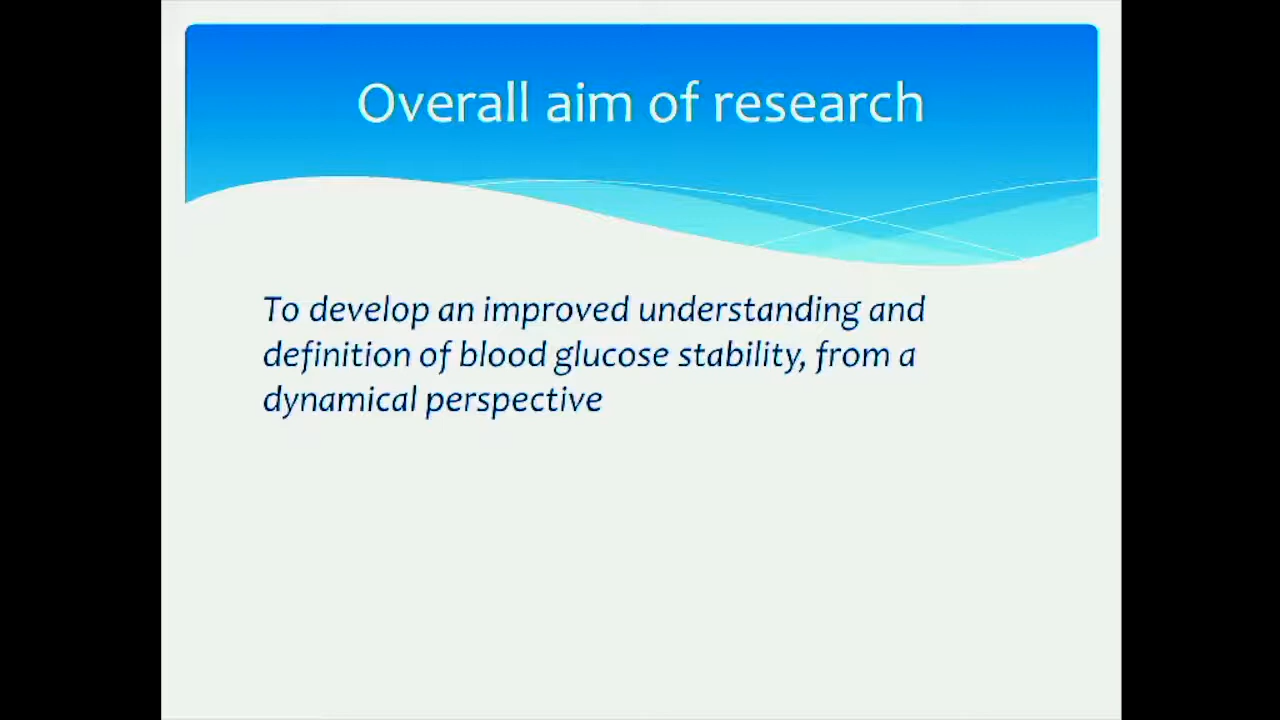 Overall aim of research
To develop an improved understanding and
definition of blood glucose stability, from a
dynamical perspective